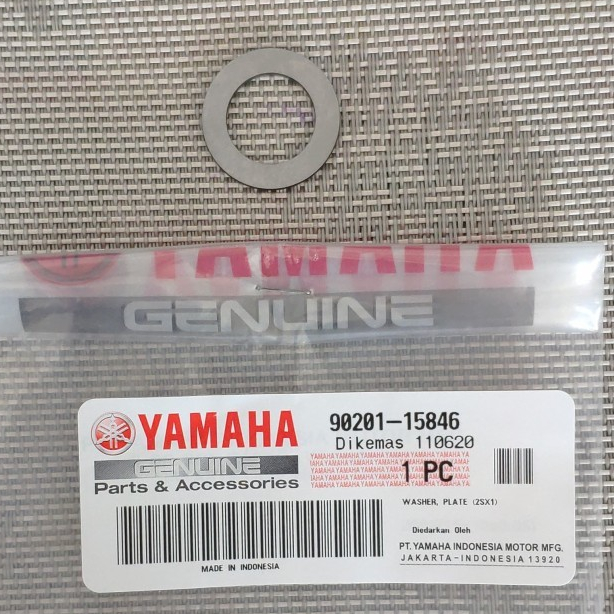 YAMAHA
GENUINE
YAMAHA
GENUINE
Parts & Accessories
90201-15846
Dikemas 110620
1 PC
WASHER, PLATE (2SX1)
Diedarkan Oleh
PT. YAMAHA INDONESIA MOTOR MFG.
JAKARTA-INDONESIA 13920
MADE IN INDONESIA